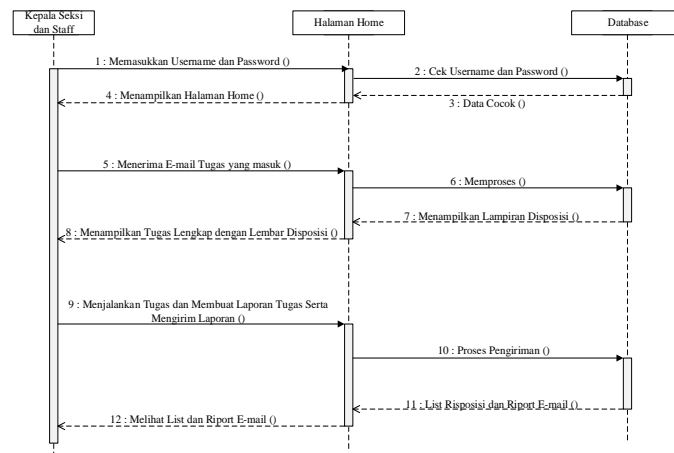 Kepala Seksi
dan Staff
Halaman Home
Database
1 : Memasukkan Username dan Password ()
2 : Cek Username dan Password ()
3 : Data Cocok ()
4 : Menampilkan Halaman Home ()
5 : Menerima E-mail Tugas yang masuk ()
6 : Memproses ()
7 : Menampilkan Lampiran Disposisi ()
8 : Menampilkan Tugas Lengkap dengan Lembar Disposisi ()
9 : Menjalankan Tugas dan Membuat Laporan Tugas Serta
Mengirim Laporan ()
10 : Proses Pengiriman ()
11 : List Risposisi dan Riport E-mail ()
12 : Melihat List dan Riport E-mail ()